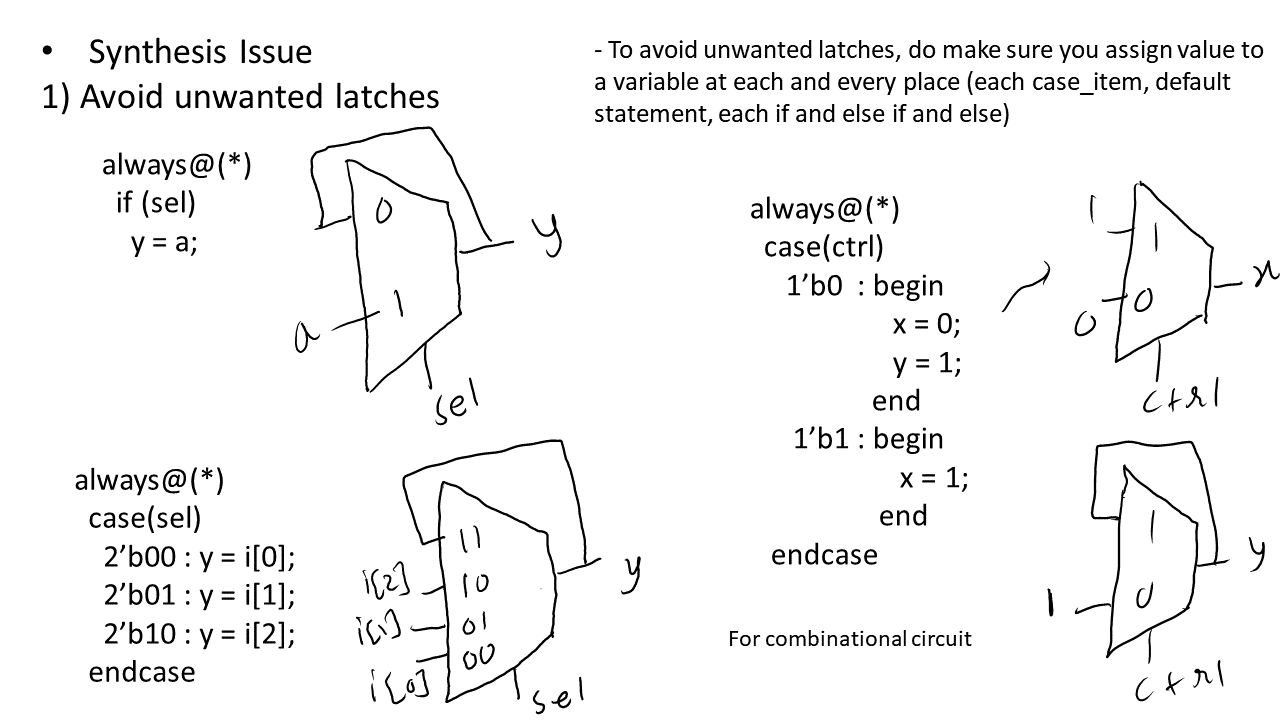 • Synthesis Issue
1) Avoid unwanted latches
- To avoid unwanted latches, do make sure you assign value to
a variable at each and every place (each case_item, default
statement, each if and else if and else)
always@(*)
if (sel)
y = a;
0
1
a
y
sel
always@(*)
case(sel)
2’b00 : y = i[0];
2’b01 : y = i[1];
2’b10 : y = i[2];
endcase
11
i[2] 10
i[1] 01
i[0] 00
y
sel
always@(*)
case(ctrl)
1’b0 : begin
x = 0;
y = 1;
end
1’b1 : begin
x = 1;
end
endcase
For combinational circuit
1 1
0 0
x
ctrl
1
1 0
y
ctrl